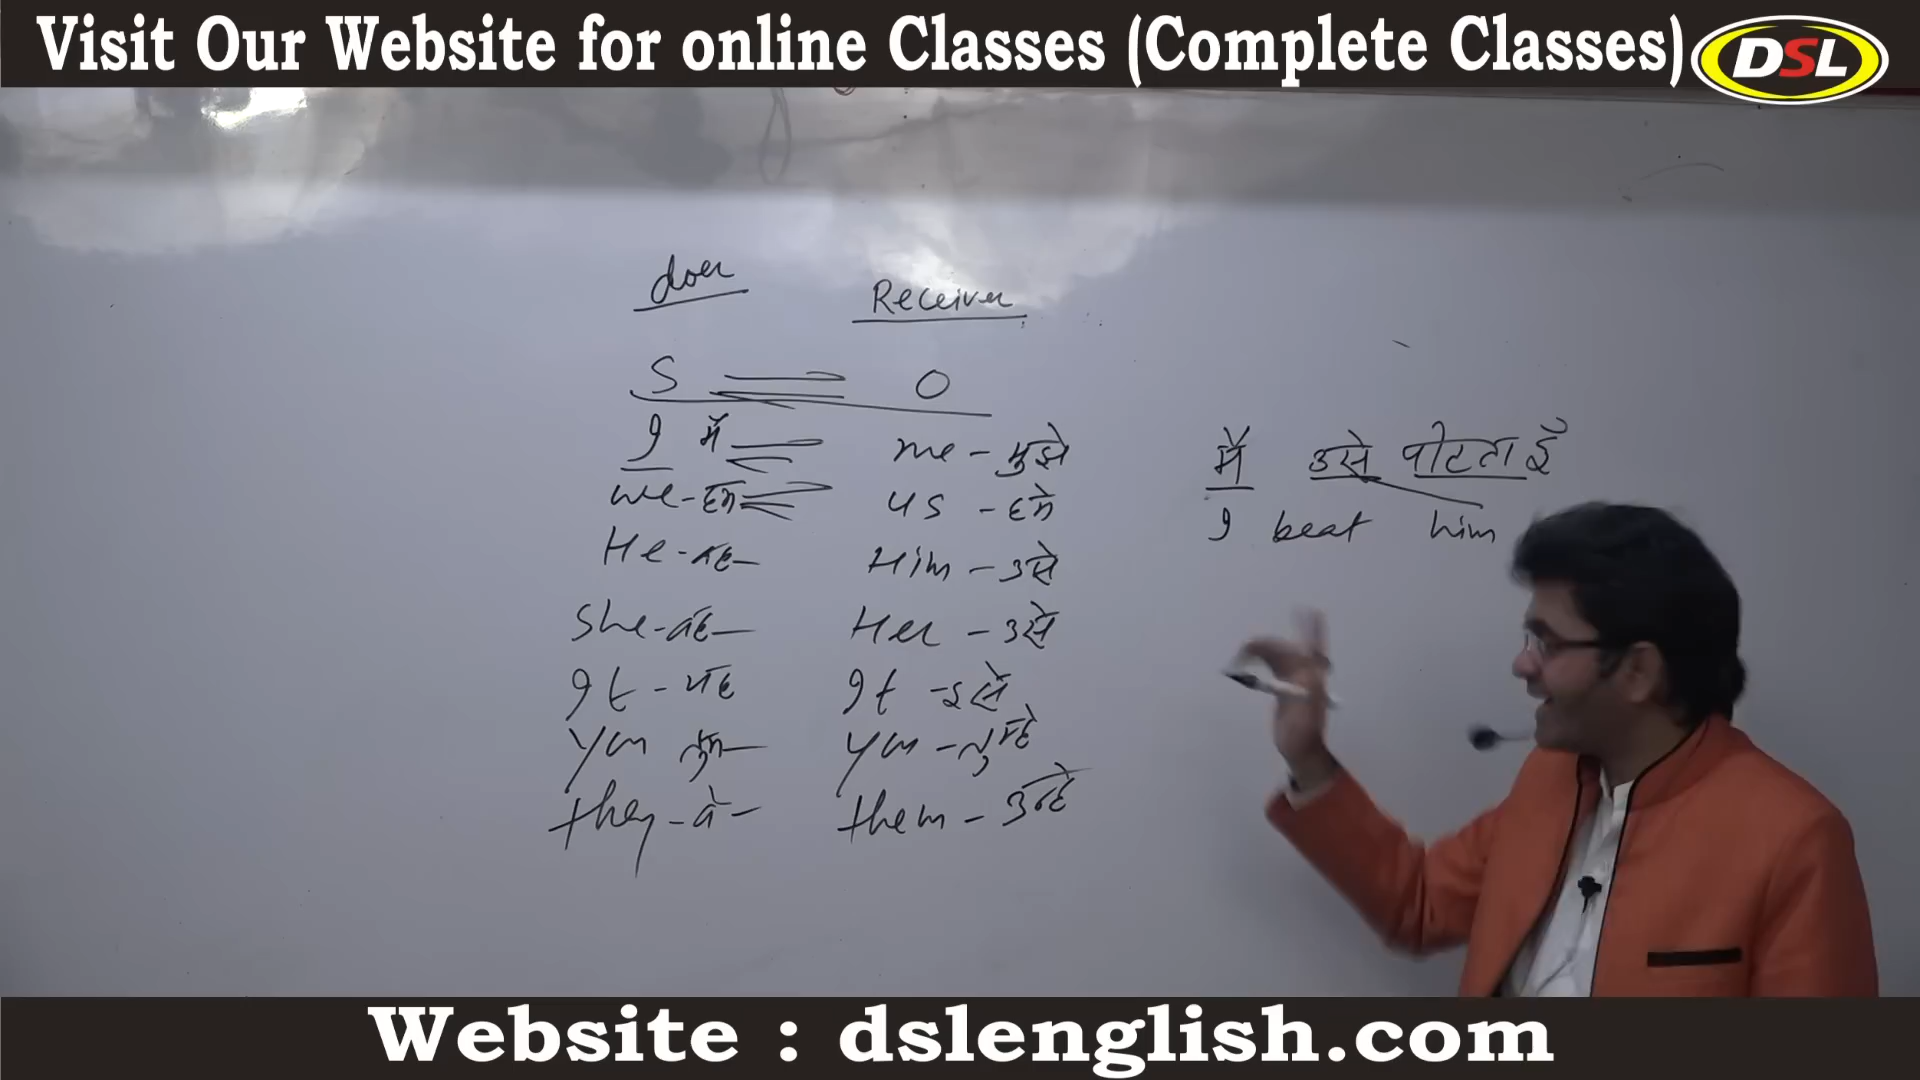 Visit Our Website for online Classes (Complete Classes) DSL
doer Receiver
S O
I मैं me - मुझे
we - हम us - हमे
He - वह Him - उसे
She - वह Her - उसे
It - यह It - इसे
You तुम You - तुम्हे
they - वे them - उन्हे
मैं उसे पीटता हूँ
I beat him
Website : dslenglish.com